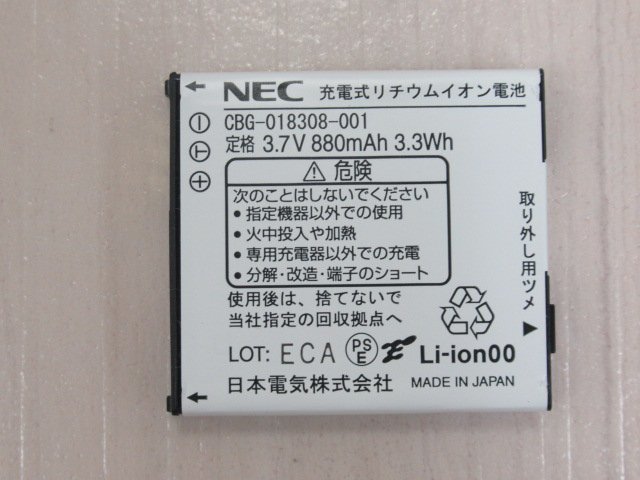 NEC 充電式リチウムイオン電池
CBG-018308-001
定格 3.7V 880mAh 3.3Wh
危険
次のことはしないでください
• 指定機器以外での使用
• 火中投入や加熱
• 専用充電器以外での充電
• 分解・改造・端子のショート
使用後は、捨てないで
当社指定の回収拠点へ
LOT: ECA PSE Li-ion00
日本電気株式会社 MADE IN JAPAN
取り外し用ツメ
− T +